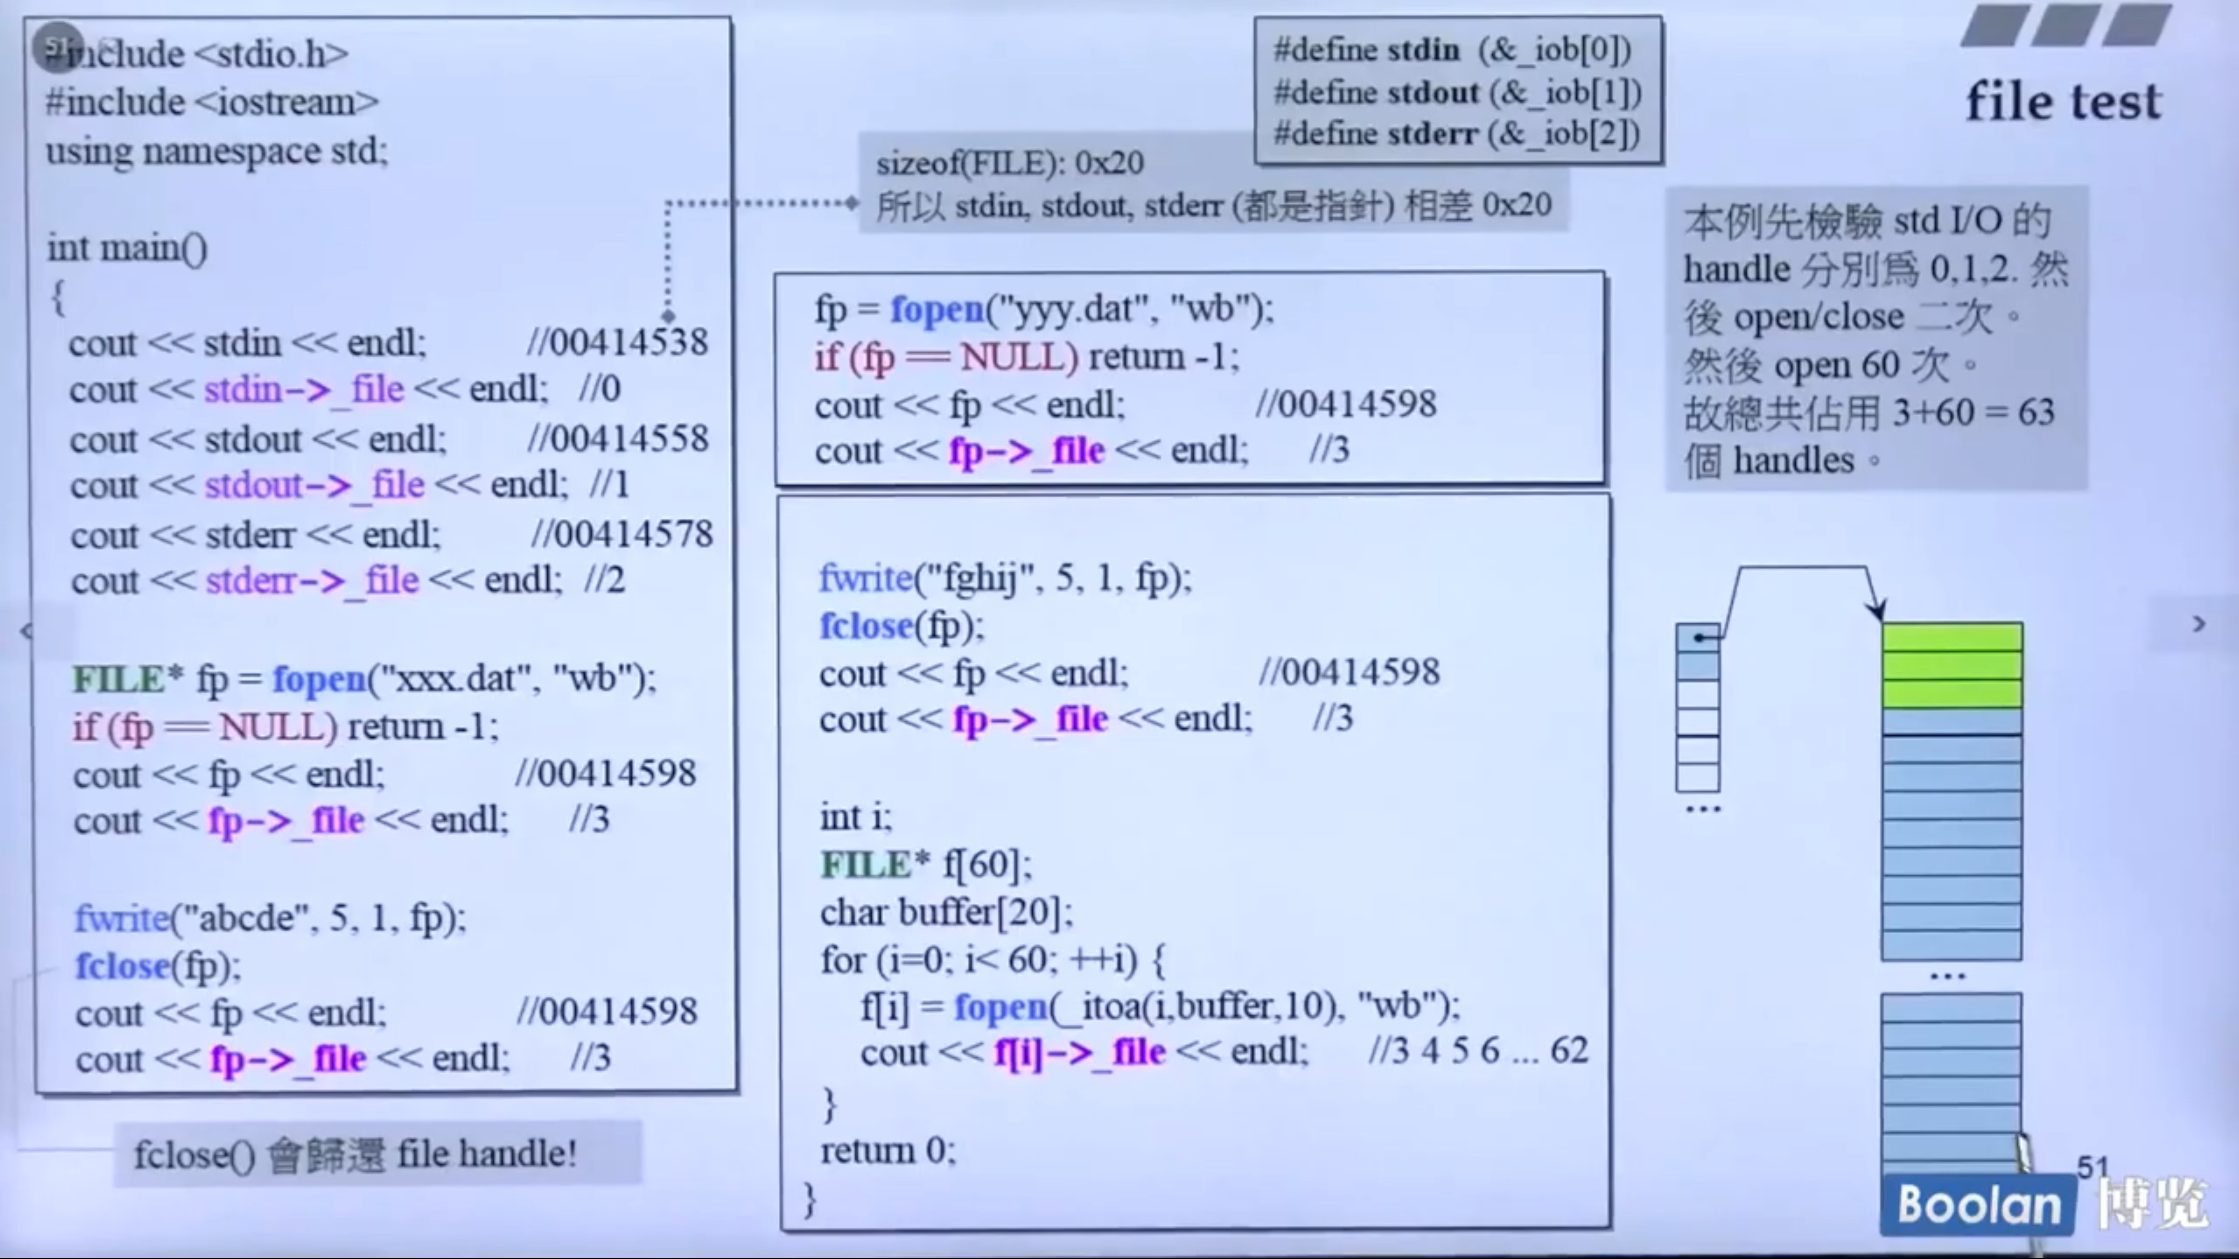 #include <stdio.h>
#include <iostream>
using namespace std;
int main()
{
cout << stdin << endl; //00414538
cout << stdin->_file << endl; //0
cout << stdout << endl; //00414558
cout << stdout->_file << endl; //1
cout << stderr << endl; //00414578
cout << stderr->_file << endl; //2
FILE* fp = fopen("xxx.dat", "wb");
if (fp == NULL) return -1;
cout << fp << endl; //00414598
cout << fp->_file << endl; //3
fwrite("abcde", 5, 1, fp);
fclose(fp);
cout << fp << endl; //00414598
cout << fp->_file << endl; //3
fclose() 會歸還 file handle!
#define stdin (&_iob[0])
#define stdout (&_iob[1])
#define stderr (&_iob[2])
sizeof(FILE): 0x20
所以 stdin, stdout, stderr (都是指針) 相差 0x20
fp = fopen("yyy.dat", "wb");
if (fp == NULL) return -1;
cout << fp << endl; //00414598
cout << fp->_file << endl; //3
fwrite("fghij", 5, 1, fp);
fclose(fp);
cout << fp << endl; //00414598
cout << fp->_file << endl; //3
int i;
FILE* f[60];
char buffer[20];
for (i=0; i< 60; ++i) {
f[i] = fopen(_itoa(i,buffer,10), "wb");
cout << f[i]->_file << endl; //3 4 5 6 ... 62
}
return 0;
}
file test
本例先檢驗 std I/O 的
handle 分別為 0,1,2. 然
後 open/close 二次。
然後 open 60 次。
故總共佔用 3+60 = 63
個 handles。
...
...
51
51
Boolan 博览